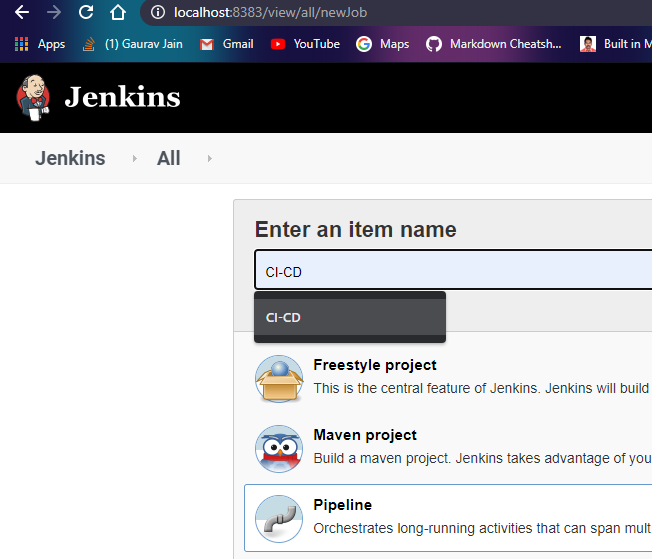 localhost:8383/view/all/newJob
Apps (1) Gaurav Jain Gmail YouTube Maps Markdown Cheatsh... Built in M
Jenkins
Jenkins All
Enter an item name
CI-CD
CI-CD
Freestyle project
This is the central feature of Jenkins. Jenkins will build
Maven project
Build a maven project. Jenkins takes advantage of you
Pipeline
Orchestrates long-running activities that can span mult